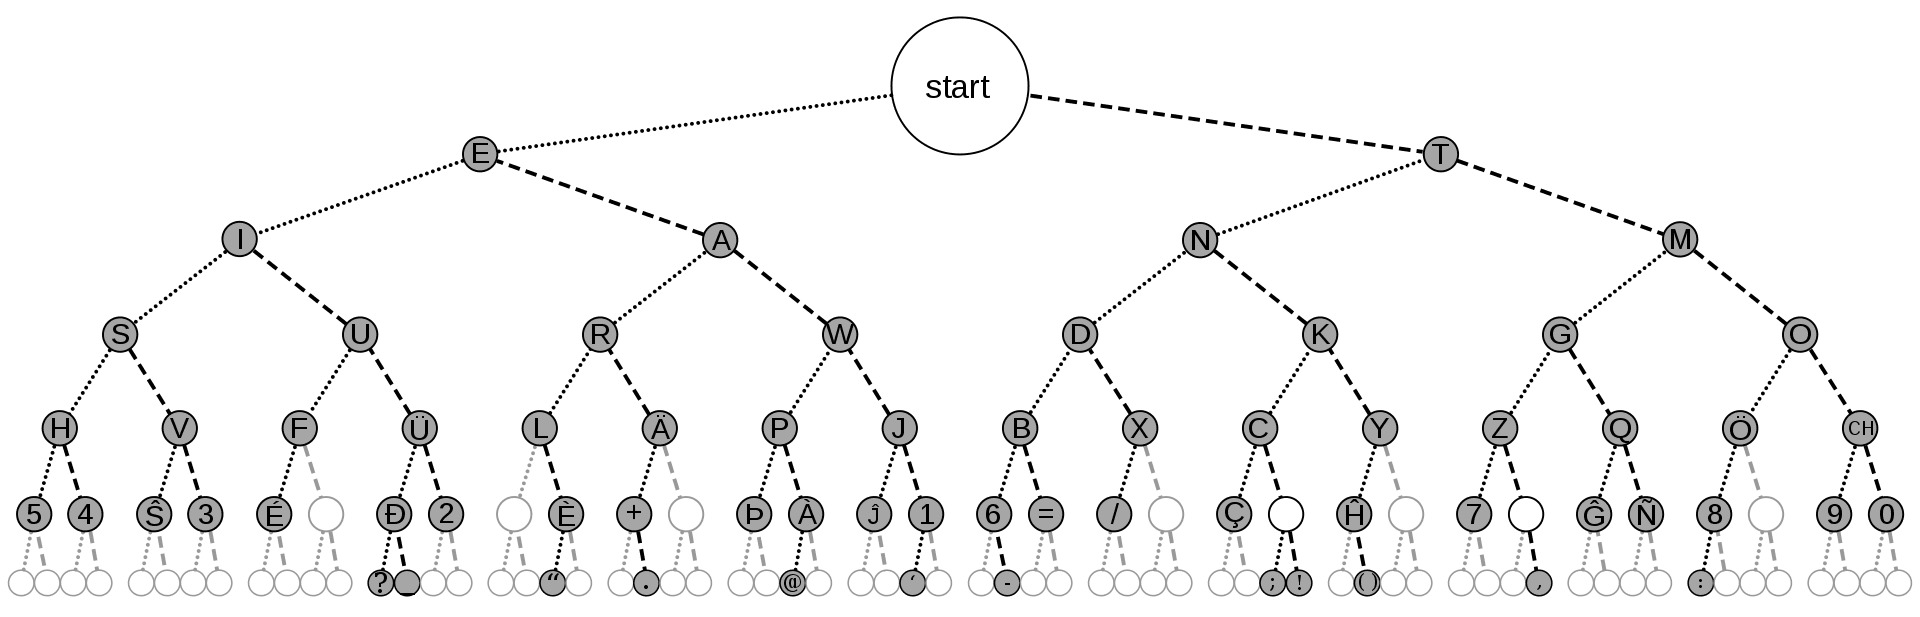 start
E T
I A N M
S U R W D K G O
H V F Ü L Ä P J B X C Y Z Q Ö CH
5 4 Ŝ 3 É Đ 2 È + Þ À Ĵ 1 6 = / Ç Ĥ 7 Ĝ Ñ 8 9 0
? _ “ . @ ‘ - ; ! () , :